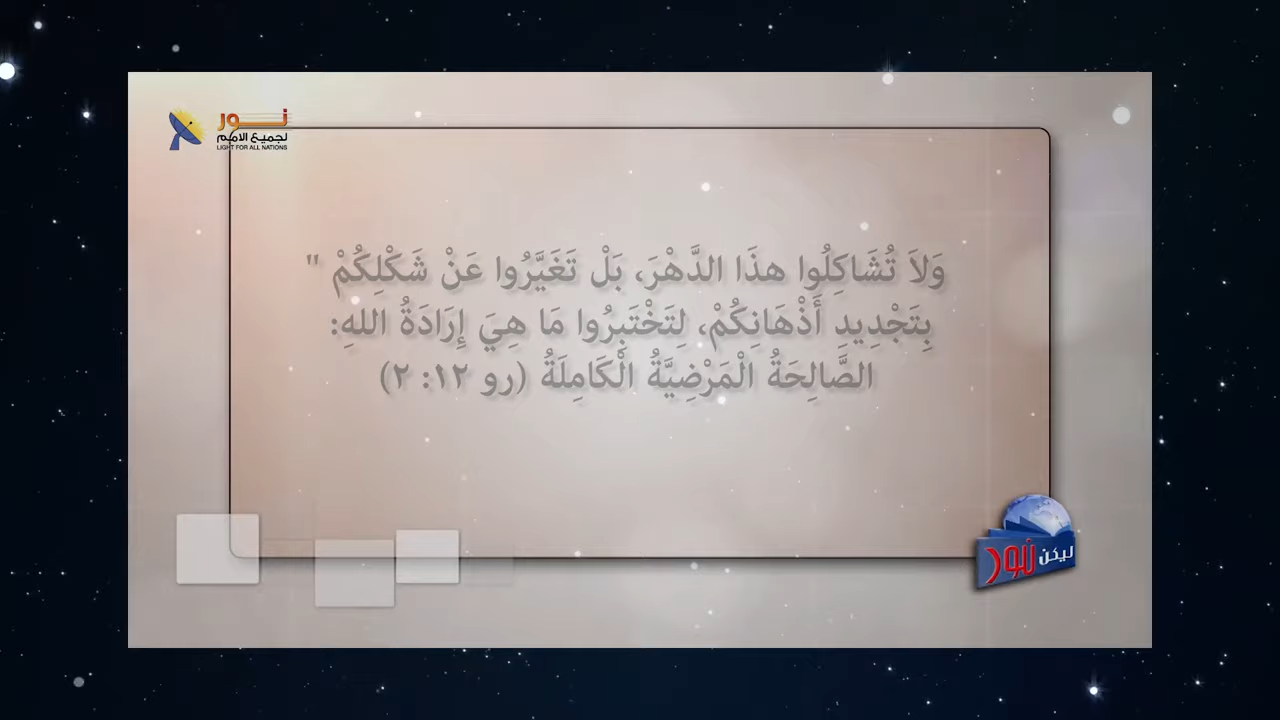 نور
لجميع الامم
LIGHT FOR ALL NATIONS
وَلاَ تُشَاكِلُوا هذَا الدَّهْرَ، بَلْ تَغَيَّرُوا عَنْ شَكْلِكُمْ "
بِتَجْدِيدِ أَذْهَانِكُمْ، لِتَخْتَبِرُوا مَا هِيَ إِرَادَةُ اللهِ:
الصَّالِحَةُ الْمَرْضِيَّةُ الْكَامِلَةُ (رو ١٢: ٢)
ليكن نور